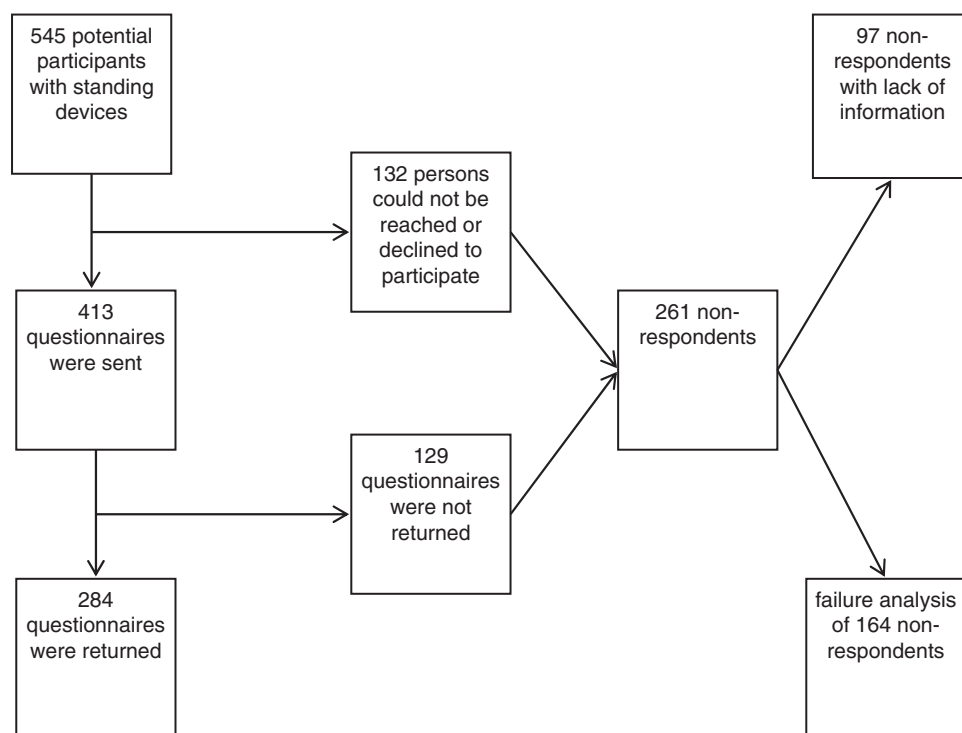 545 potential
participants
with standing
devices
132 persons
could not be
reached or
declined to
participate
413
questionnaires
were sent
129
questionnaires
were not
returned
284
questionnaires
were returned
261 non-
respondents
97 non-
respondents
with lack of
information
failure analysis
of 164 non-
respondents